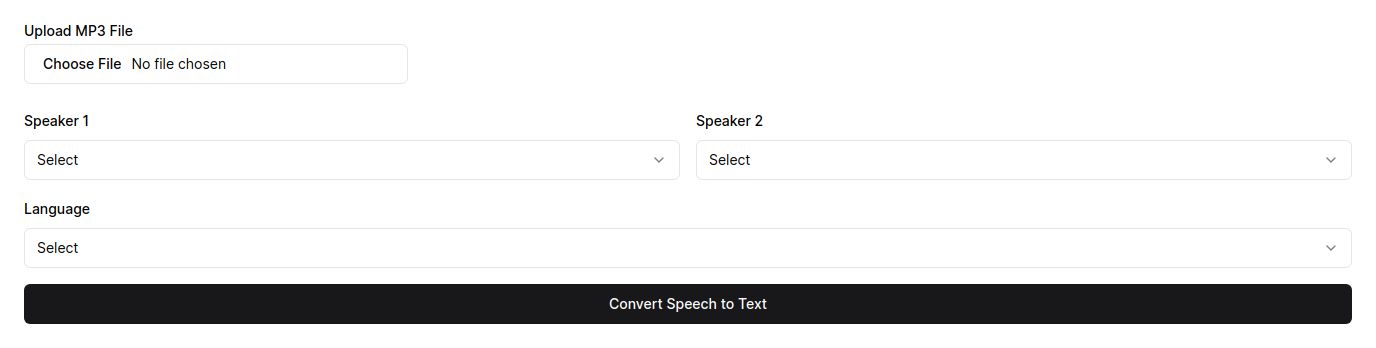 Upload MP3 File
Choose File No file chosen
Speaker 1 Speaker 2
Select Select
Language
Select
Convert Speech to Text